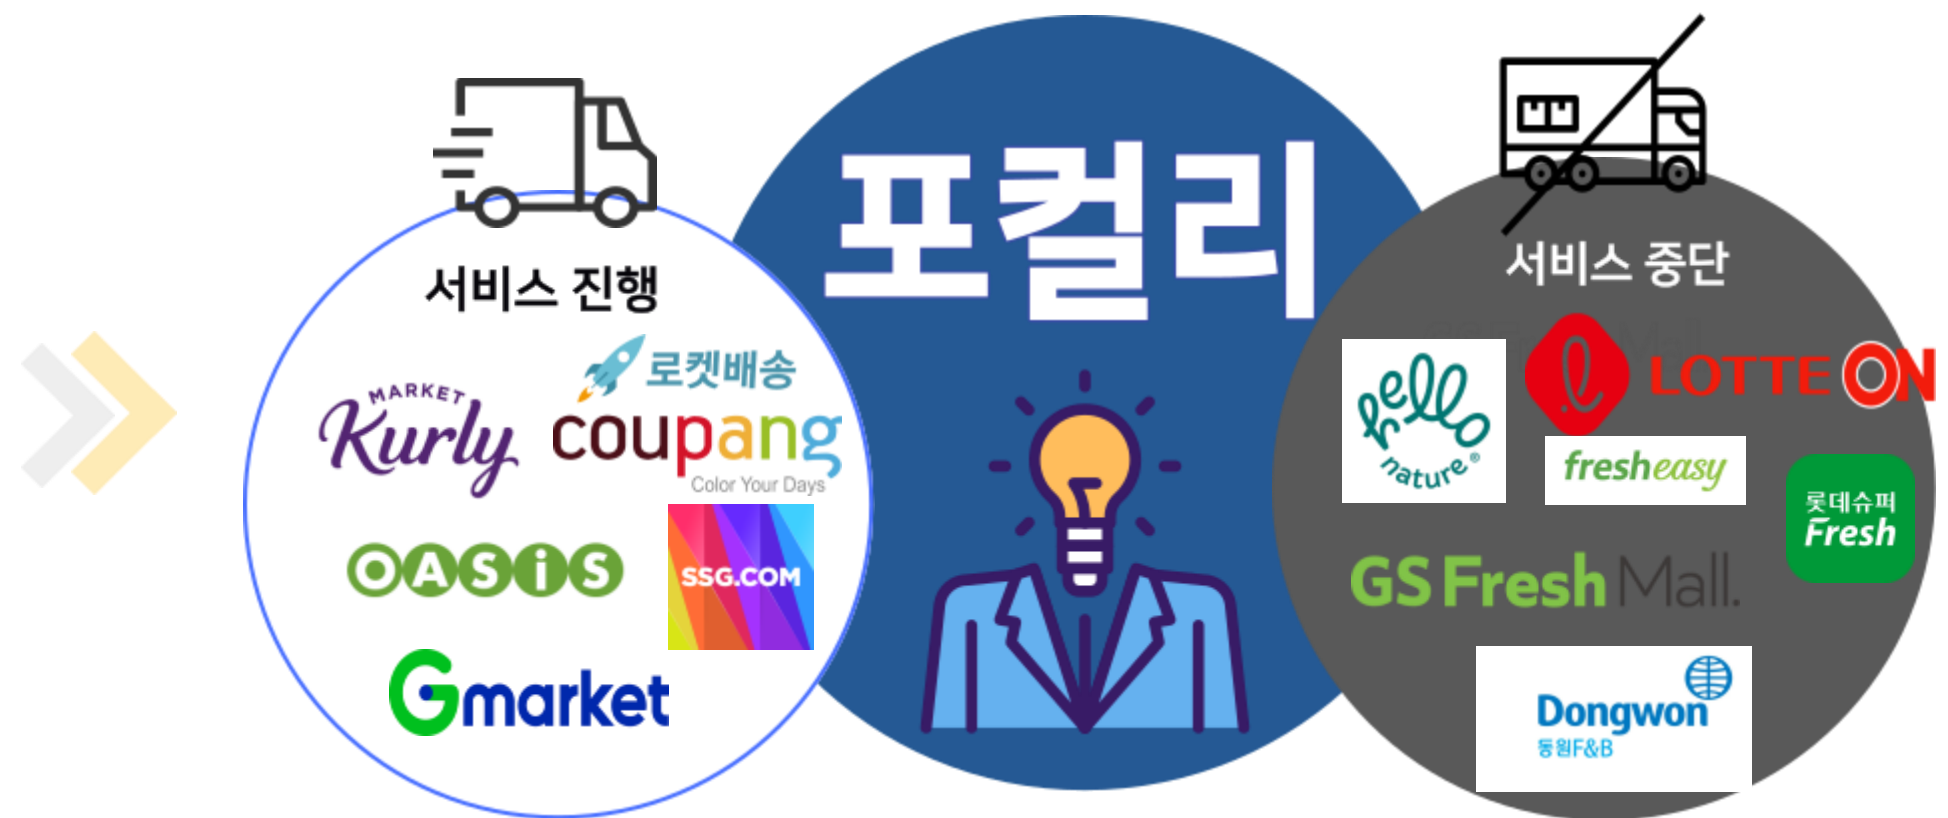 포컬리
서비스 진행
MARKET
Kurly
로켓배송
coupang
Color Your Days
OASiS
SSG.COM
Gmarket
서비스 중단
hello
nature®
LOTTE ON
fresheasy
롯데슈퍼
Fresh
GS Fresh Mall.
Dongwon
동원F&B